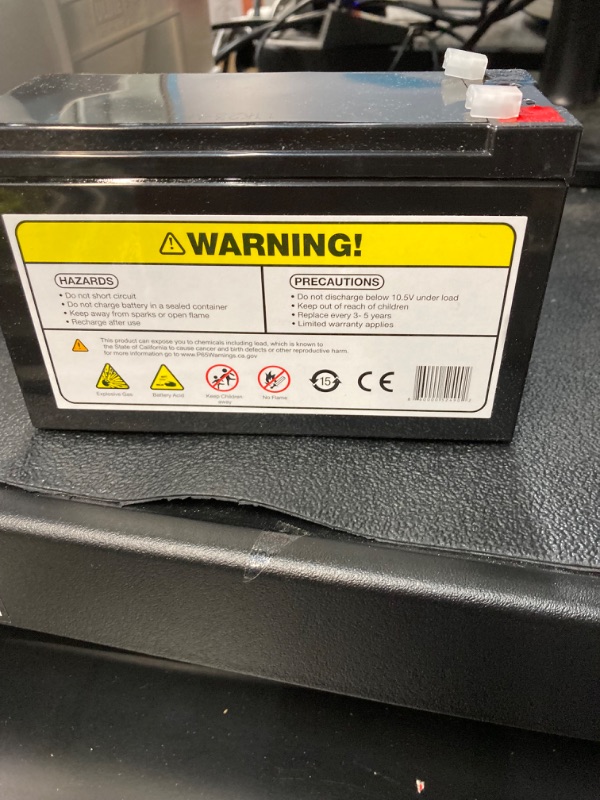 WARNING!
HAZARDS
• Do not short circuit
• Do not charge battery in a sealed container
• Keep away from sparks or open flame
• Recharge after use
PRECAUTIONS
• Do not discharge below 10.5V under load
• Keep out of reach of children
• Replace every 3- 5 years
• Limited warranty applies
This product can expose you to chemicals including lead, which is known to
the State of California to cause cancer and birth defects or other reproductive harm.
for more information go to www.P65Warnings.ca.gov
Explosive Gas
Battery Acid
Keep Children
away
No Flame
15
CE